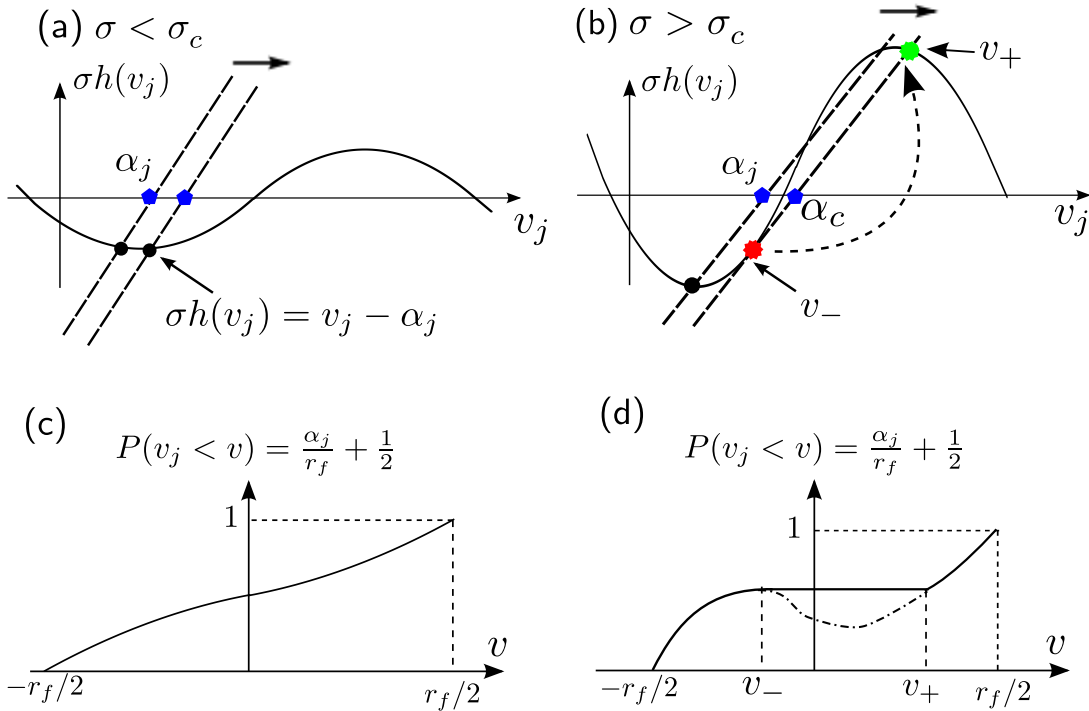 (a) σ < σ_c
σh(v_j)
α_j
v_j
σh(v_j) = v_j − α_j
(b) σ > σ_c
σh(v_j)
v_+
α_j
α_c
v_j
v_−
(c)
P(v_j < v) = α_j/r_f + 1/2
1
v
−r_f/2
r_f/2
(d)
P(v_j < v) = α_j/r_f + 1/2
1
v
−r_f/2
v_−
v_+
r_f/2